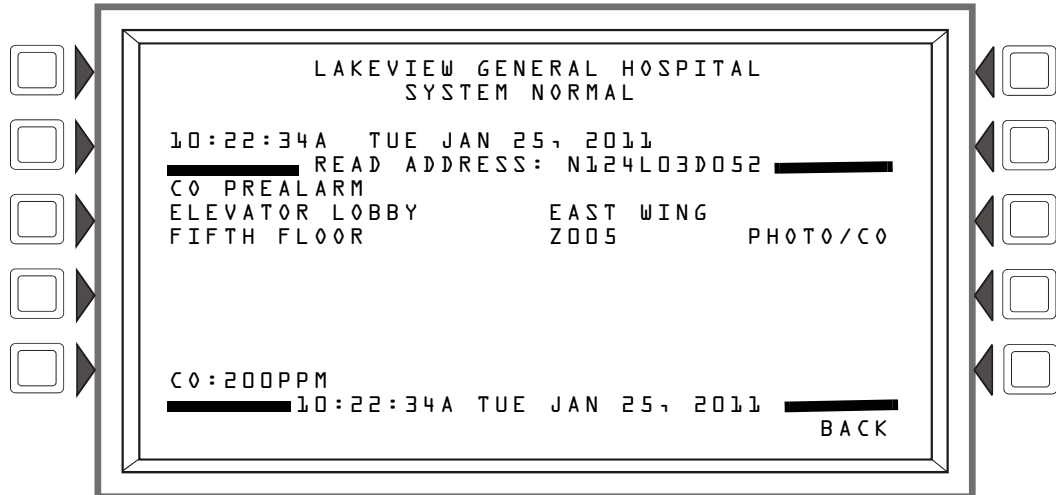 LAKEVIEW GENERAL HOSPITAL
SYSTEM NORMAL
10:22:34A TUE JAN 25, 2011
READ ADDRESS: N124L03D052
CO PREALARM
ELEVATOR LOBBY EAST WING
FIFTH FLOOR Z005 PHOTO/CO
CO:200PPM
10:22:34A TUE JAN 25, 2011
BACK